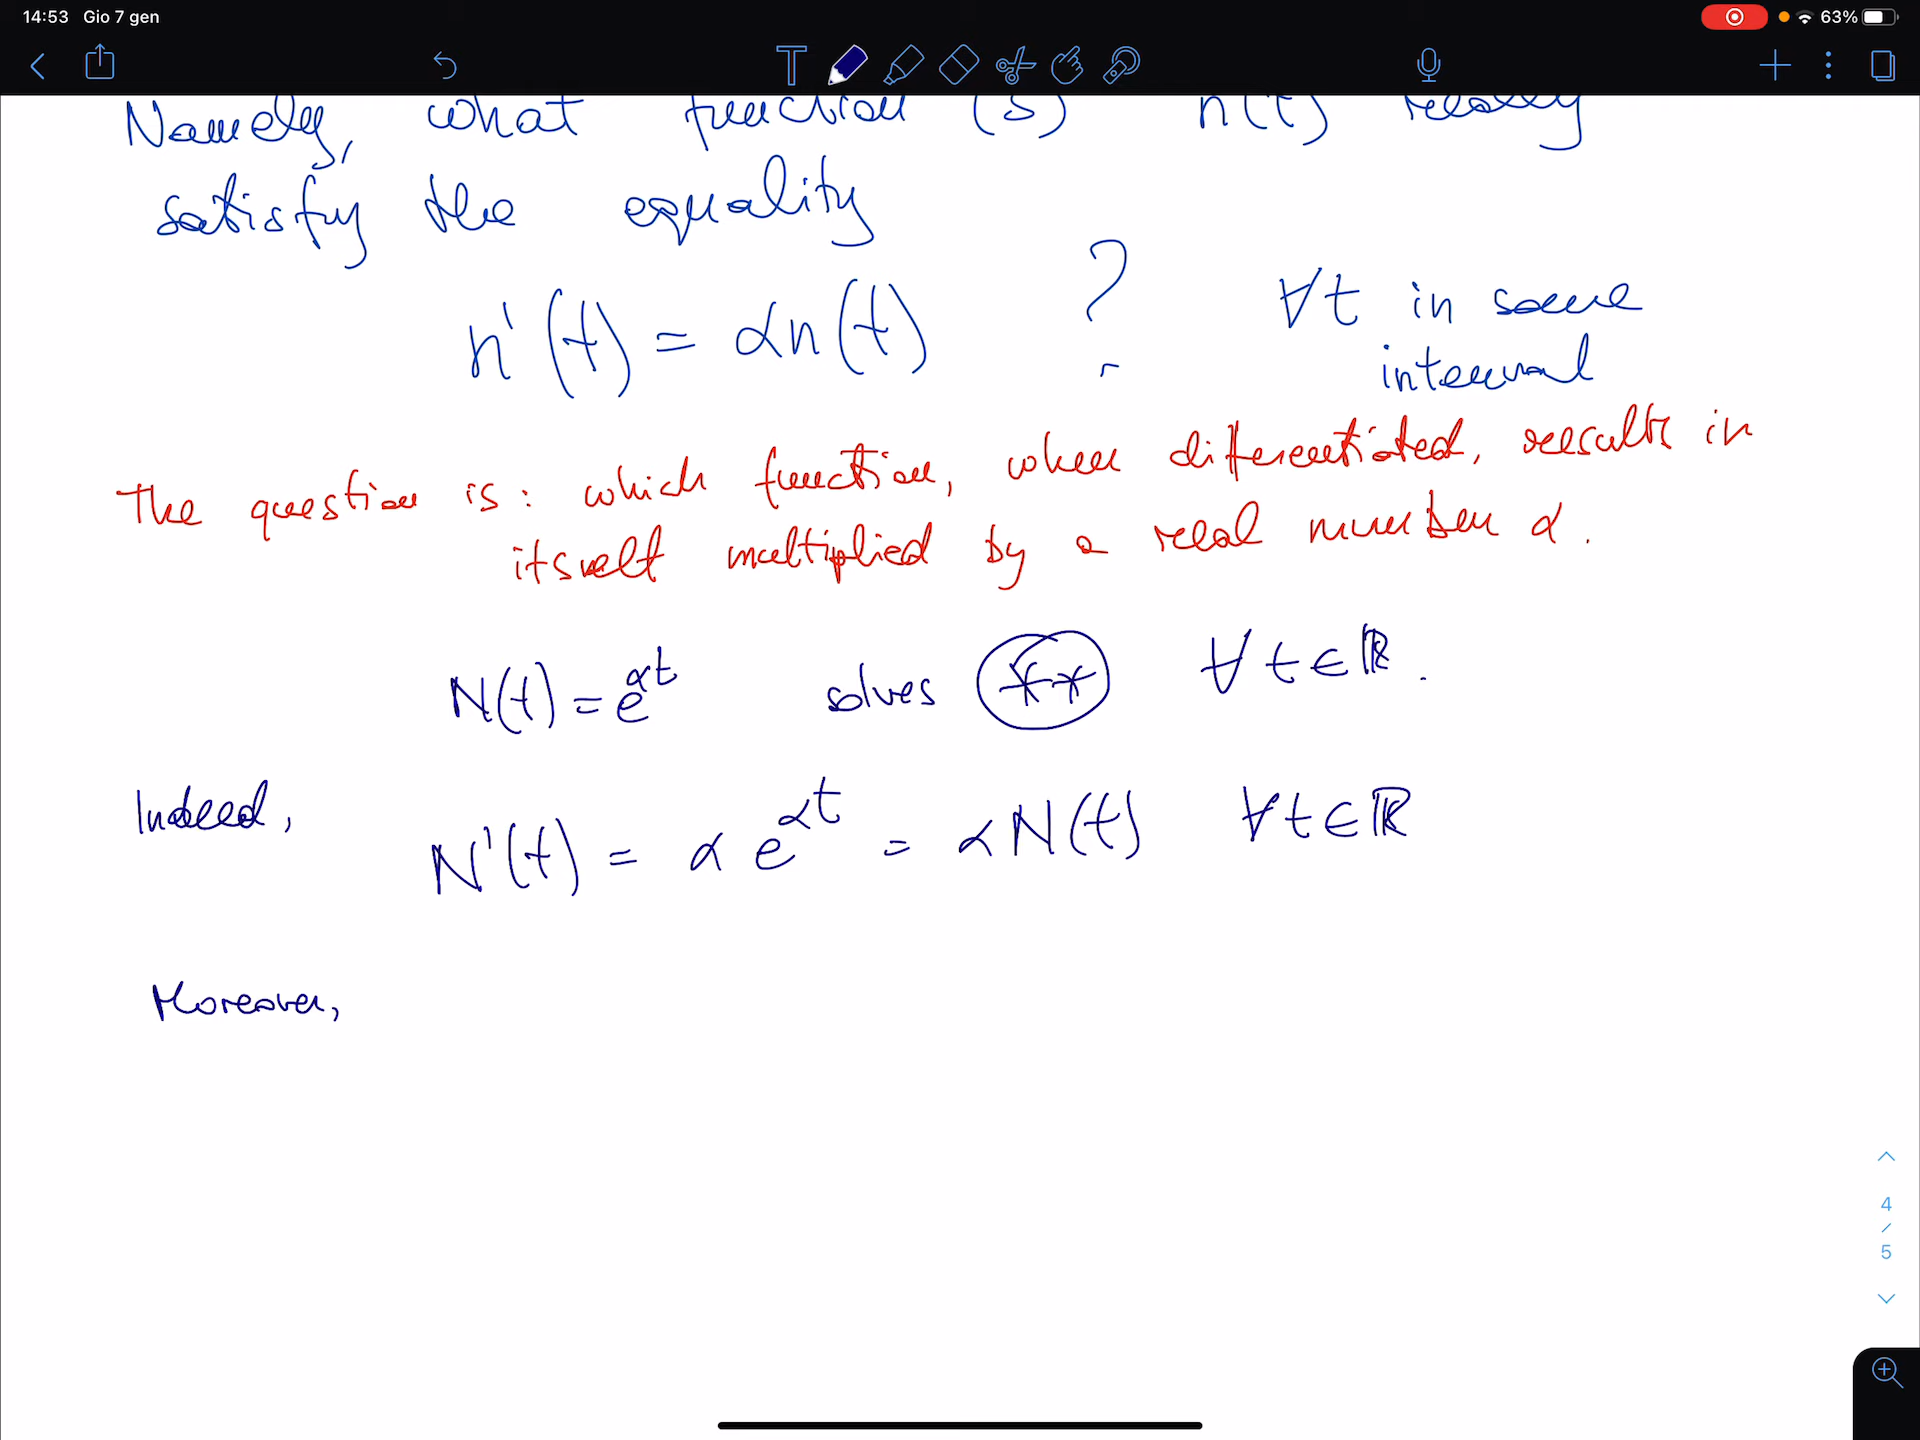 14:53 Gio 7 gen 63%
Namely, what function (s) n(t) really
satisfy the equality
n'(t) = αn(t) ? ∀t in some
interval
The question is: which function, when differentiated, results in
itself multiplied by a real number α.
N(t) = e^{αt} solves ** ∀ t ∈ ℝ.
Indeed,
N'(t) = α e^{αt} = αN(t) ∀t∈ℝ
Moreover,
4
/
5